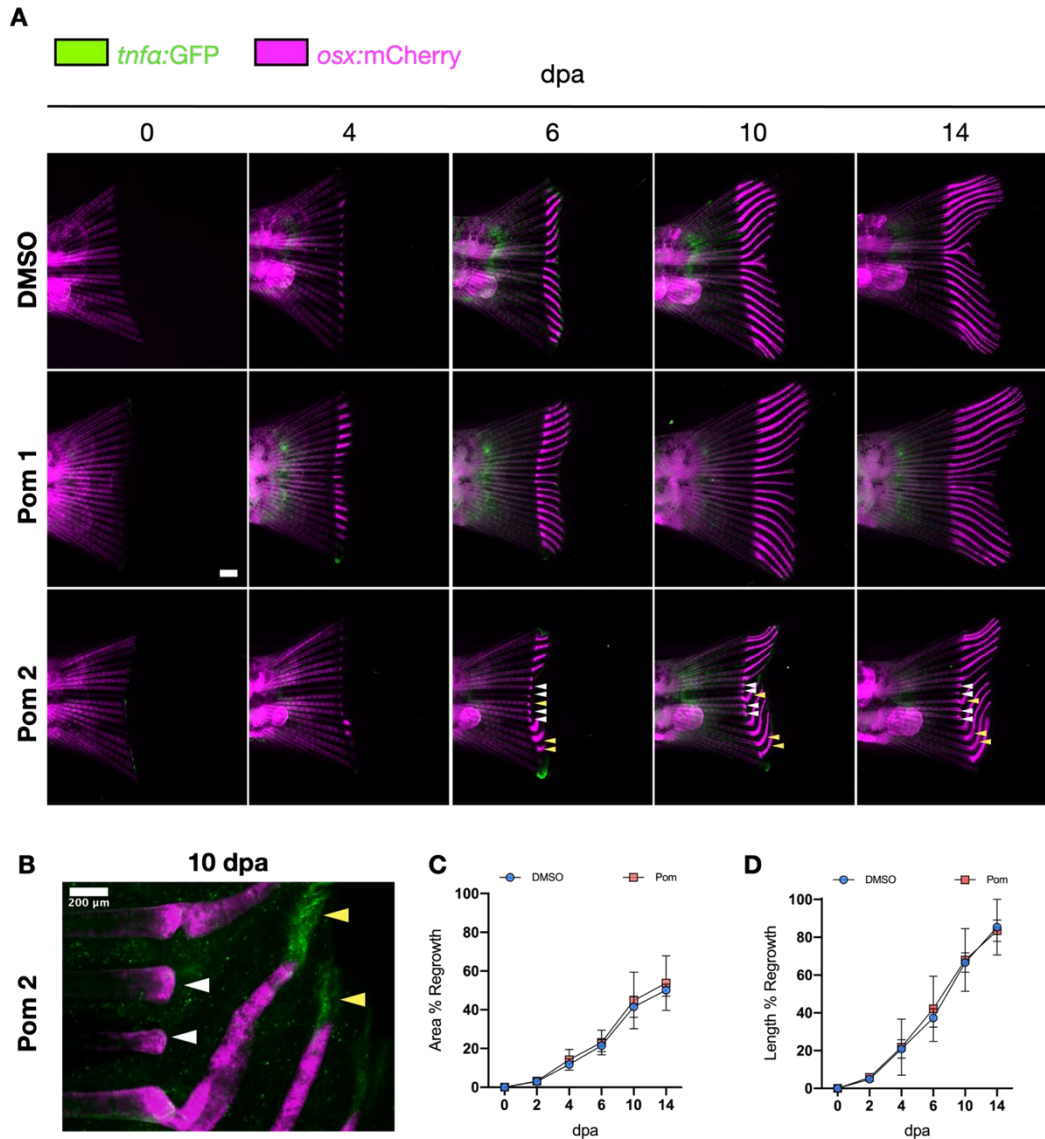 A
tnfa:GFP osx:mCherry
dpa
0 4 6 10 14
DMSO
Pom 1
Pom 2
B
10 dpa
200 µm
Pom 2
C
DMSO Pom
Area % Regrowth
100
80
60
40
20
0
0 2 4 6 10 14
dpa
D
DMSO Pom
Length % Regrowth
100
80
60
40
20
0
0 2 4 6 10 14
dpa